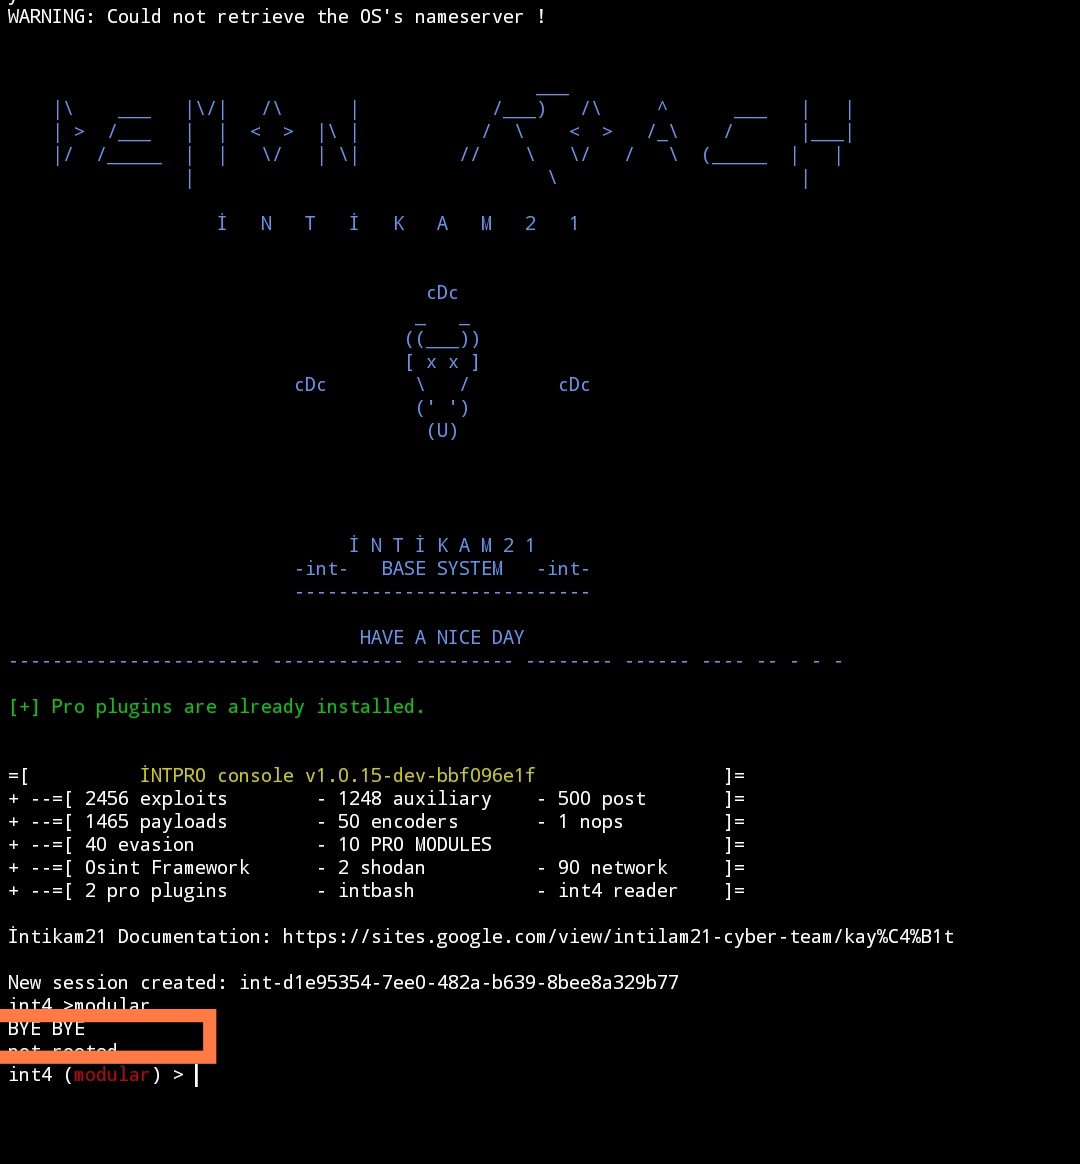 WARNING: Could not retrieve the OS's nameserver !
İ N T İ K A M 2 1
cDc
cDc cDc
İ N T İ K A M 2 1
-int- BASE SYSTEM -int-
HAVE A NICE DAY
[+] Pro plugins are already installed.
=[ İNTPRO console v1.0.15-dev-bbf096e1f ]=
+ --=[ 2456 exploits - 1248 auxiliary - 500 post ]=
+ --=[ 1465 payloads - 50 encoders - 1 nops ]=
+ --=[ 40 evasion - 10 PRO MODULES ]=
+ --=[ Osint Framework - 2 shodan - 90 network ]=
+ --=[ 2 pro plugins - intbash - int4 reader ]=
İntikam21 Documentation: https://sites.google.com/view/intilam21-cyber-team/kay%C4%B1t
New session created: int-d1e95354-7ee0-482a-b639-8bee8a329b77
int4 >modular
BYE BYE
not rooted
int4 (modular) >